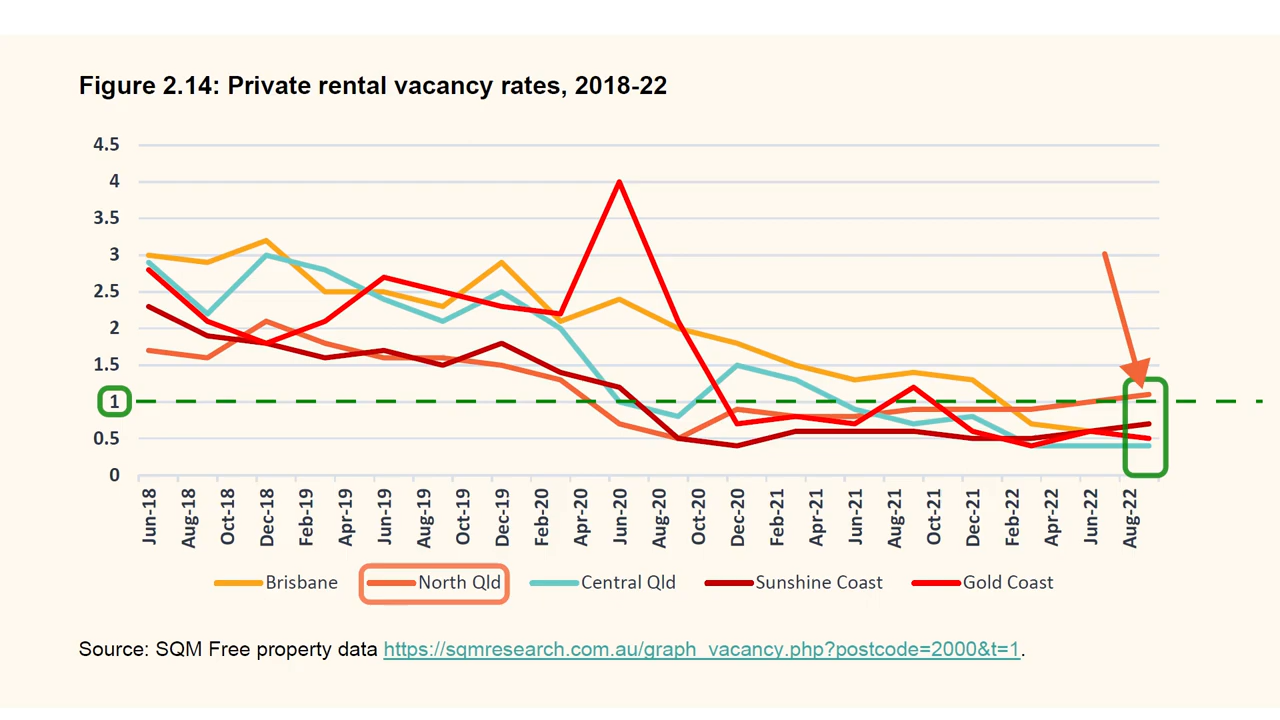 Figure 2.14: Private rental vacancy rates, 2018-22
4.5
4
3.5
3
2.5
2
1.5
1
0.5
0
Jun-18
Aug-18
Oct-18
Dec-18
Feb-19
Apr-19
Jun-19
Aug-19
Oct-19
Dec-19
Feb-20
Apr-20
Jun-20
Aug-20
Oct-20
Dec-20
Feb-21
Apr-21
Jun-21
Aug-21
Oct-21
Dec-21
Feb-22
Apr-22
Jun-22
Aug-22
Brisbane North Qld Central Qld Sunshine Coast Gold Coast
Source: SQM Free property data https://sqmresearch.com.au/graph_vacancy.php?postcode=2000&t=1.